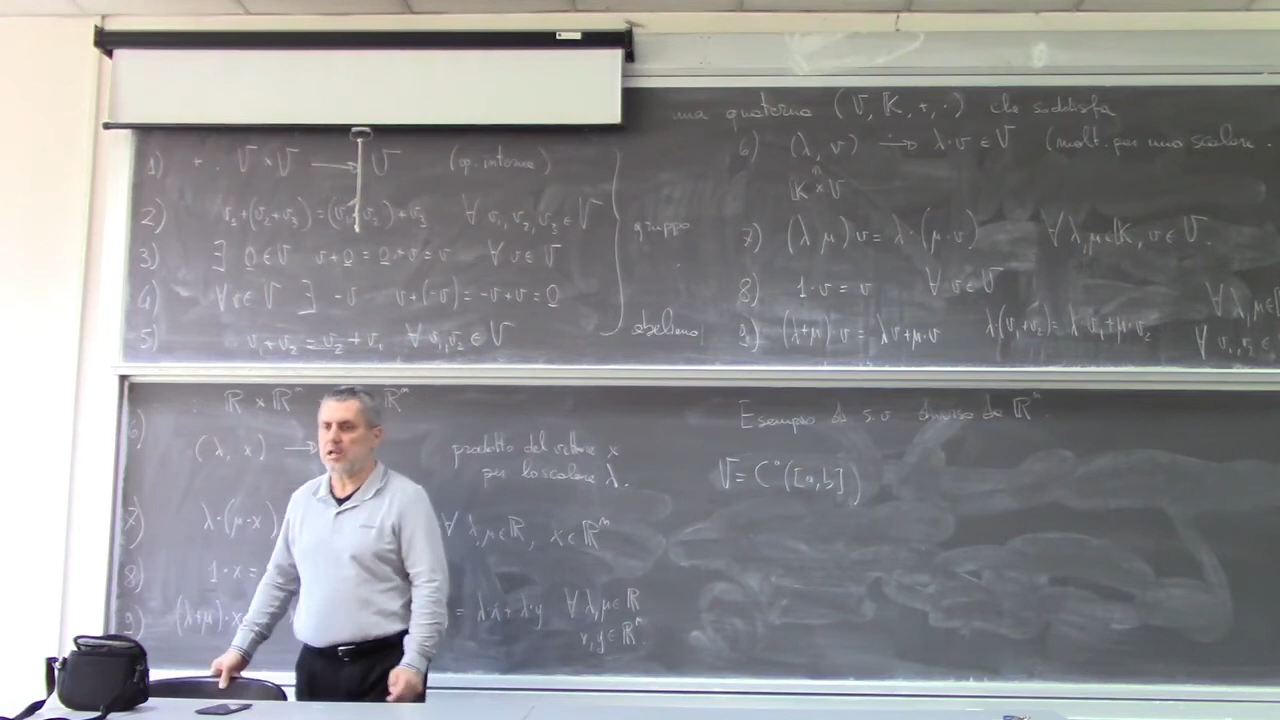 una quaterna (V, K, +, ·) che soddisfa
1) + : V × V → V (op. interna)
2) v₁+(v₂+v₃) = (v₁+v₂)+v₃ ∀ v₁, v₂, v₃ ∈ V
3) ∃ 0 ∈ V v+0 = 0+v = v ∀ v ∈ V
4) ∀ v ∈ V ∃ -v v+(-v) = -v+v = 0
5) v₁+v₂ = v₂+v₁ ∀ v₁, v₂ ∈ V
gruppo
abeliano
6) (λ, v) → λ·v ∈ V (molt. per uno scalare
K × V
7) (λ μ) v = λ·(μ·v) ∀ λ, μ ∈ K, v ∈ V.
8) 1·v = v ∀ v ∈ V
9) (λ+μ)·v = λv+μ·v λ·(v₁+v₂) = λ·v₁+μ·v₂ ∀ λ, μ ∈
∀ v₁, v₂ ∈
6) R × Rⁿ Rⁿ
(λ, x) → prodotto del vettore x
per lo scalare λ.
7) λ·(μ·x) ∀ λ, μ ∈ R, x ∈ Rⁿ
8) 1·x =
9) (λ+μ)·x = λ·x + λ·y ∀ λ, μ ∈ R
x, y ∈ Rⁿ.
Esempio di s.v diverso da Rⁿ.
V = C°([a,b])